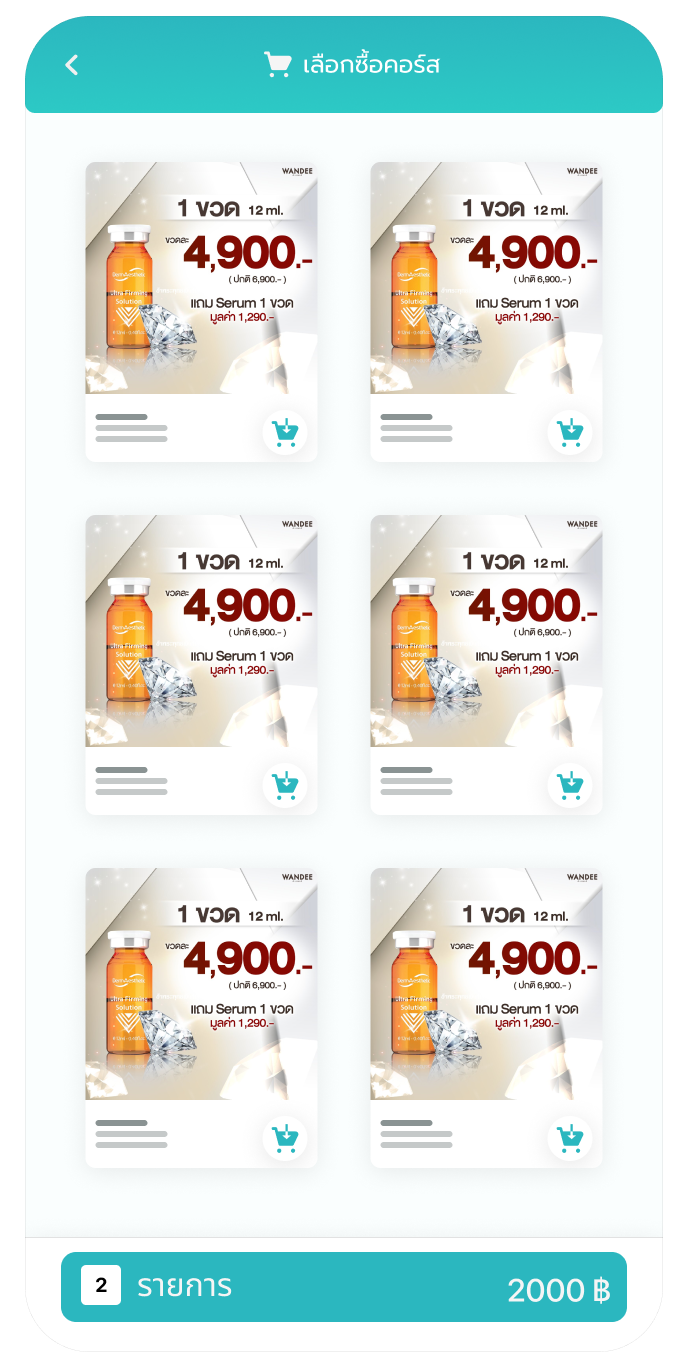 เลือกซื้อคอร์ส
WANDEE
1 ขวด 12 ml.
ขวดละ 4,900.-
( ปกติ 6,900.- )
แถม Serum 1 ขวด
มูลค่า 1,290.-
Solution
WANDEE
1 ขวด 12 ml.
ขวดละ 4,900.-
( ปกติ 6,900.- )
แถม Serum 1 ขวด
มูลค่า 1,290.-
Solution
WANDEE
1 ขวด 12 ml.
ขวดละ 4,900.-
( ปกติ 6,900.- )
แถม Serum 1 ขวด
มูลค่า 1,290.-
Solution
WANDEE
1 ขวด 12 ml.
ขวดละ 4,900.-
( ปกติ 6,900.- )
แถม Serum 1 ขวด
มูลค่า 1,290.-
Solution
WANDEE
1 ขวด 12 ml.
ขวดละ 4,900.-
( ปกติ 6,900.- )
แถม Serum 1 ขวด
มูลค่า 1,290.-
Solution
WANDEE
1 ขวด 12 ml.
ขวดละ 4,900.-
( ปกติ 6,900.- )
แถม Serum 1 ขวด
มูลค่า 1,290.-
Solution
2 รายการ 2000 ฿